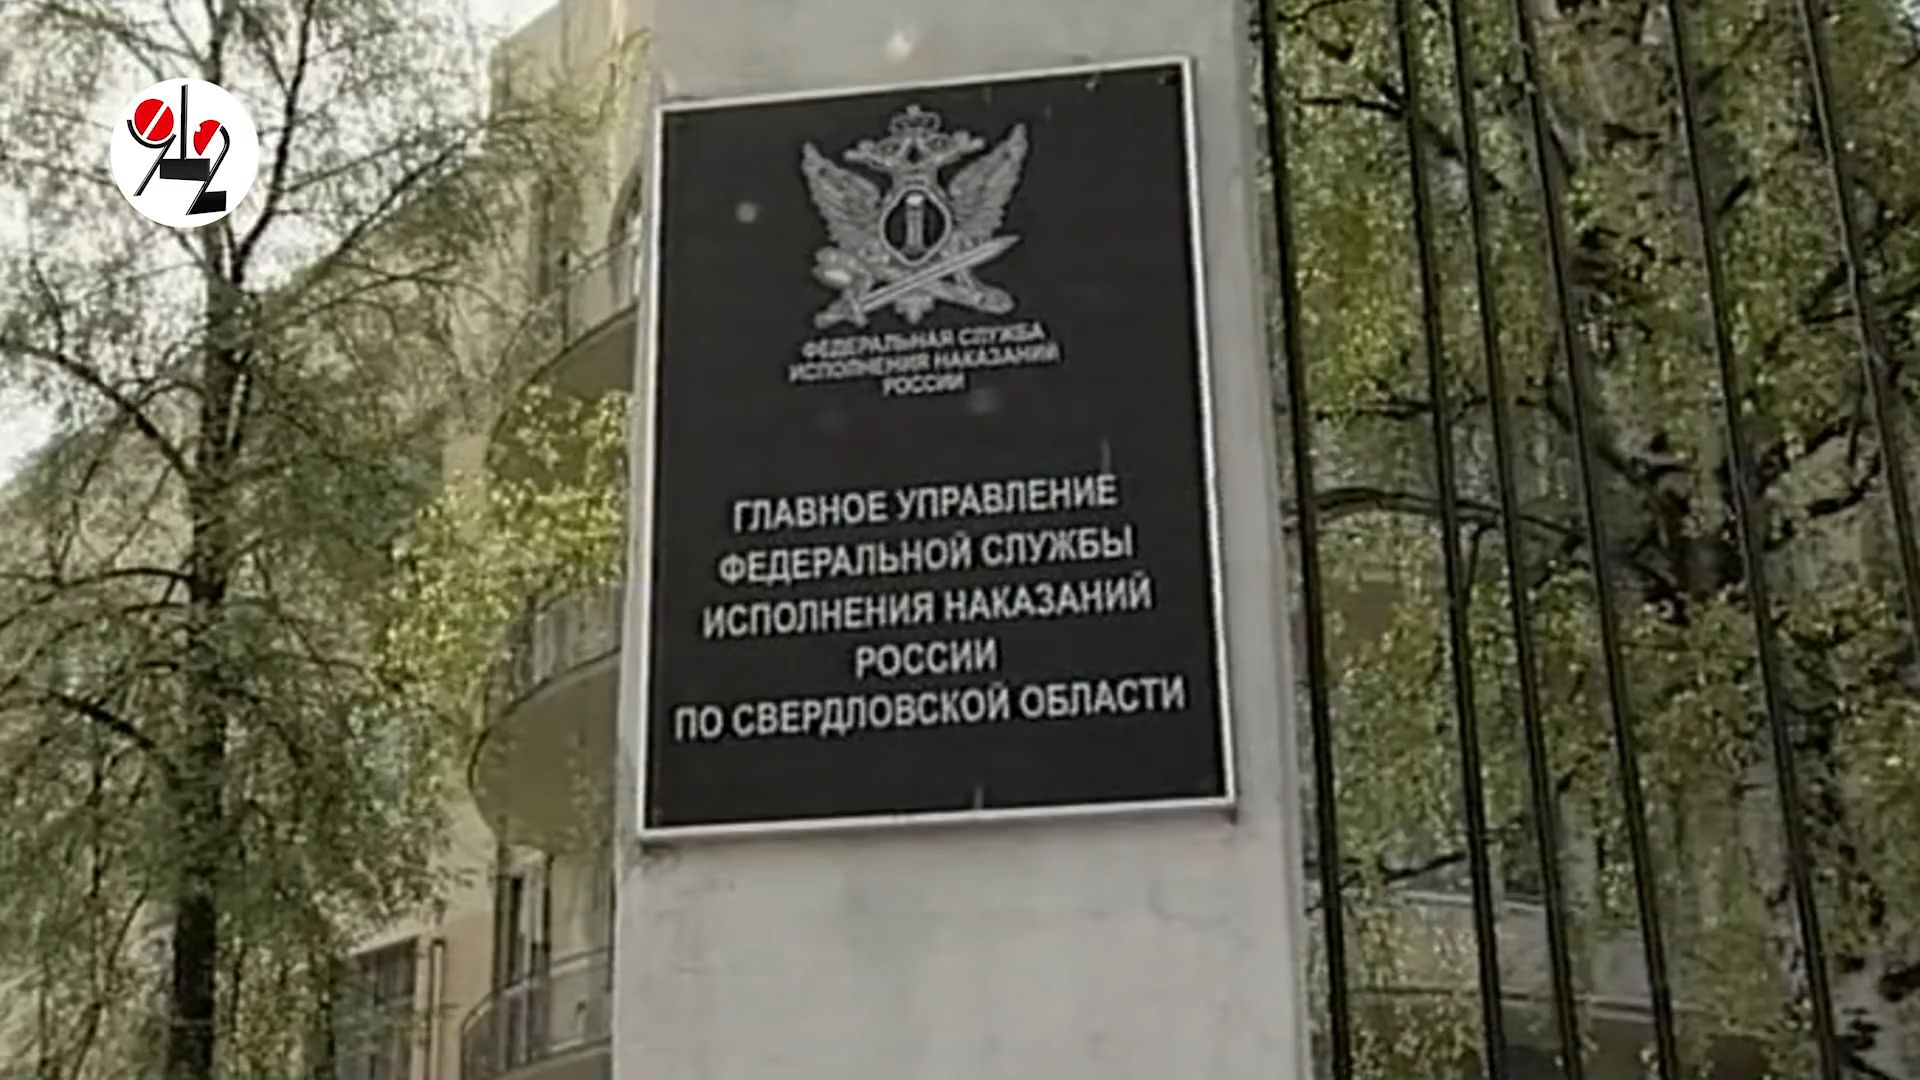 ФЕДЕРАЛЬНАЯ СЛУЖБА
ИСПОЛНЕНИЯ НАКАЗАНИЙ
РОССИИ
ГЛАВНОЕ УПРАВЛЕНИЕ
ФЕДЕРАЛЬНОЙ СЛУЖБЫ
ИСПОЛНЕНИЯ НАКАЗАНИЙ
РОССИИ
ПО СВЕРДЛОВСКОЙ ОБЛАСТИ